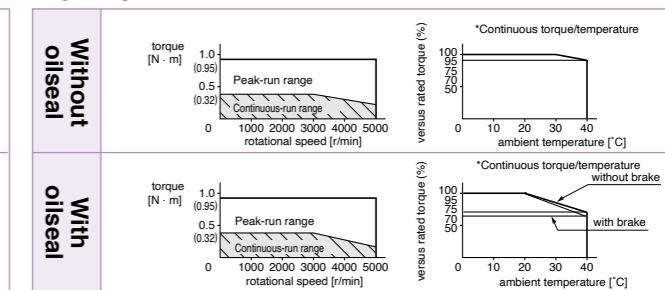 Without
oilseal
torque
[N · m]
1.0
(0.95)
0.5
(0.32)
Peak-run range
Continuous-run range
0 1000 2000 3000 4000 5000
rotational speed [r/min]
*Continuous torque/temperature
versus rated torque (%)
100
95
75
70
50
0 10 20 30 40
ambient temperature [˚C]
With
oilseal
torque
[N · m]
1.0
(0.95)
0.5
(0.32)
Peak-run range
Continuous-run range
0 1000 2000 3000 4000 5000
rotational speed [r/min]
*Continuous torque/temperature
without brake
versus rated torque (%)
100
95
75
70
50
with brake
0 10 20 30 40
ambient temperature [˚C]